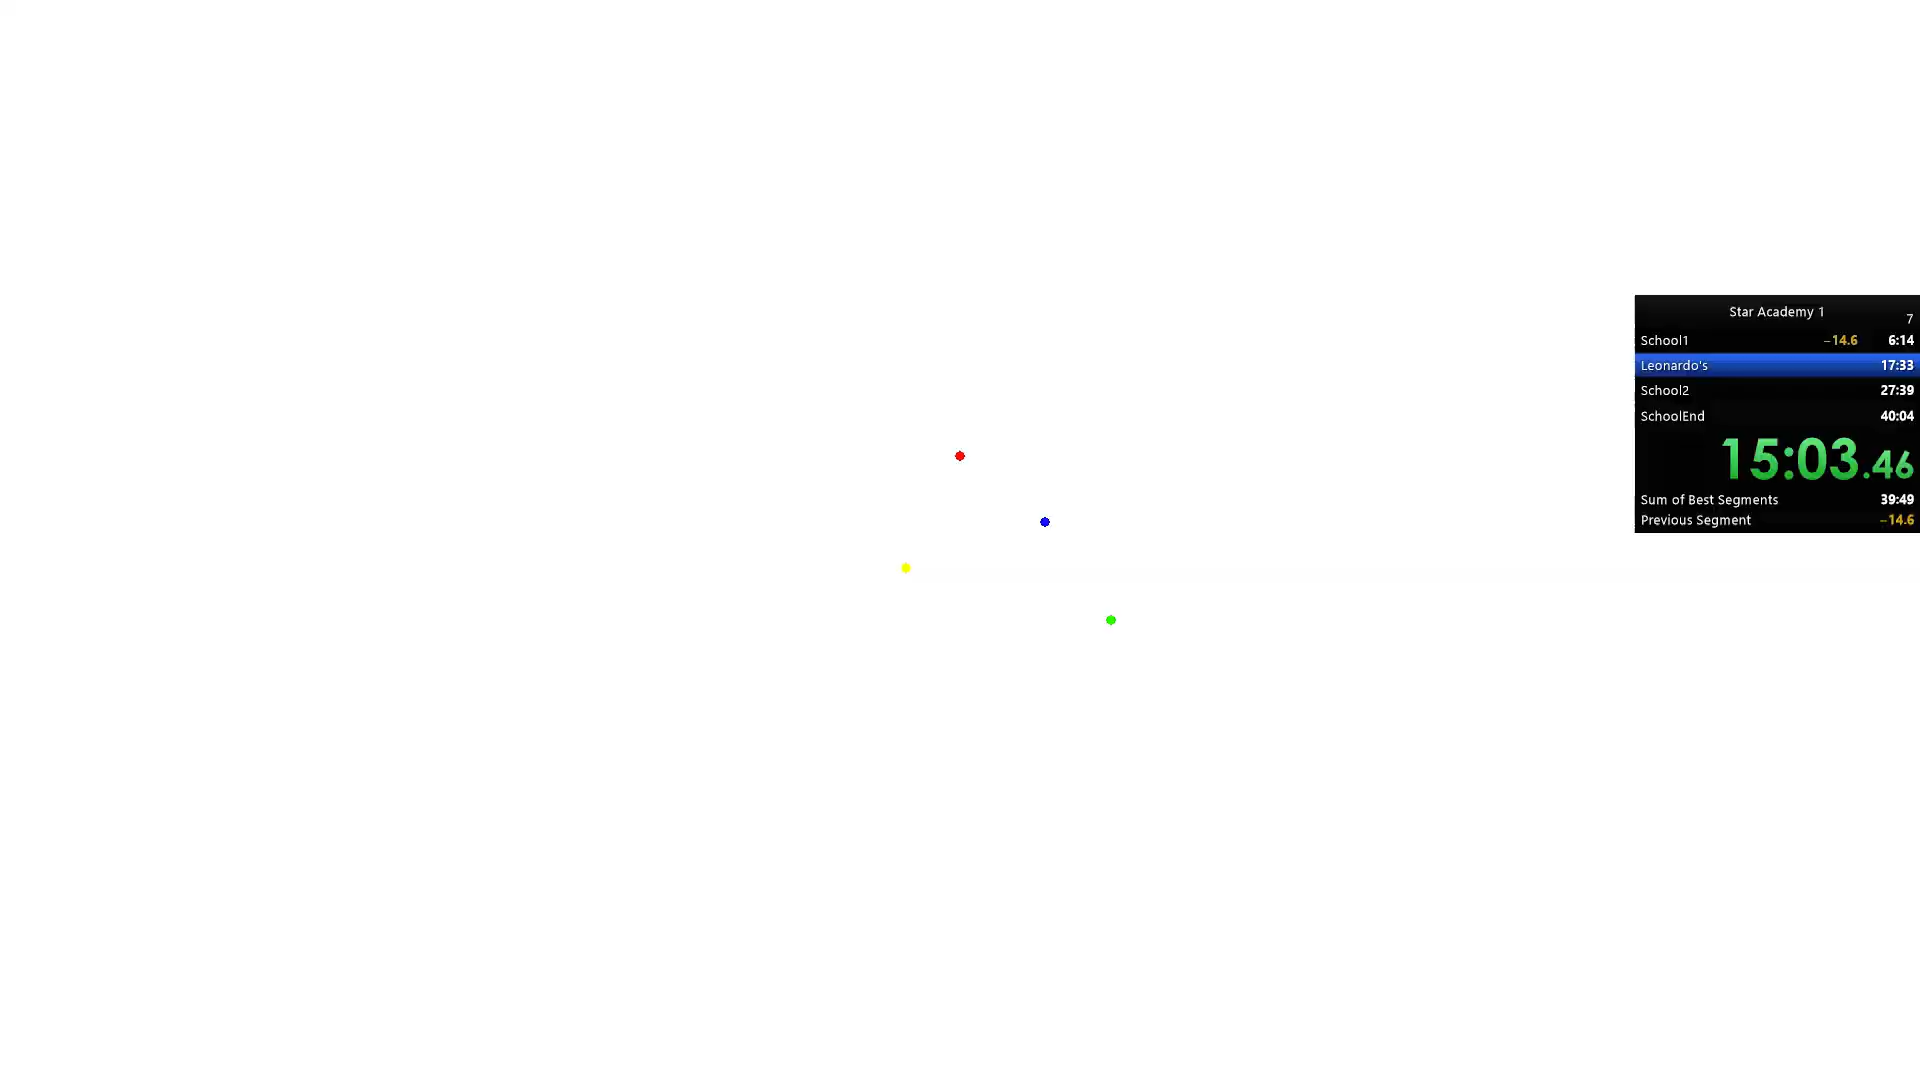 Star Academy 1
7
School1 −14.6 6:14
Leonardo's 17:33
School2 27:39
SchoolEnd 40:04
15:03.46
Sum of Best Segments 39:49
Previous Segment −14.6